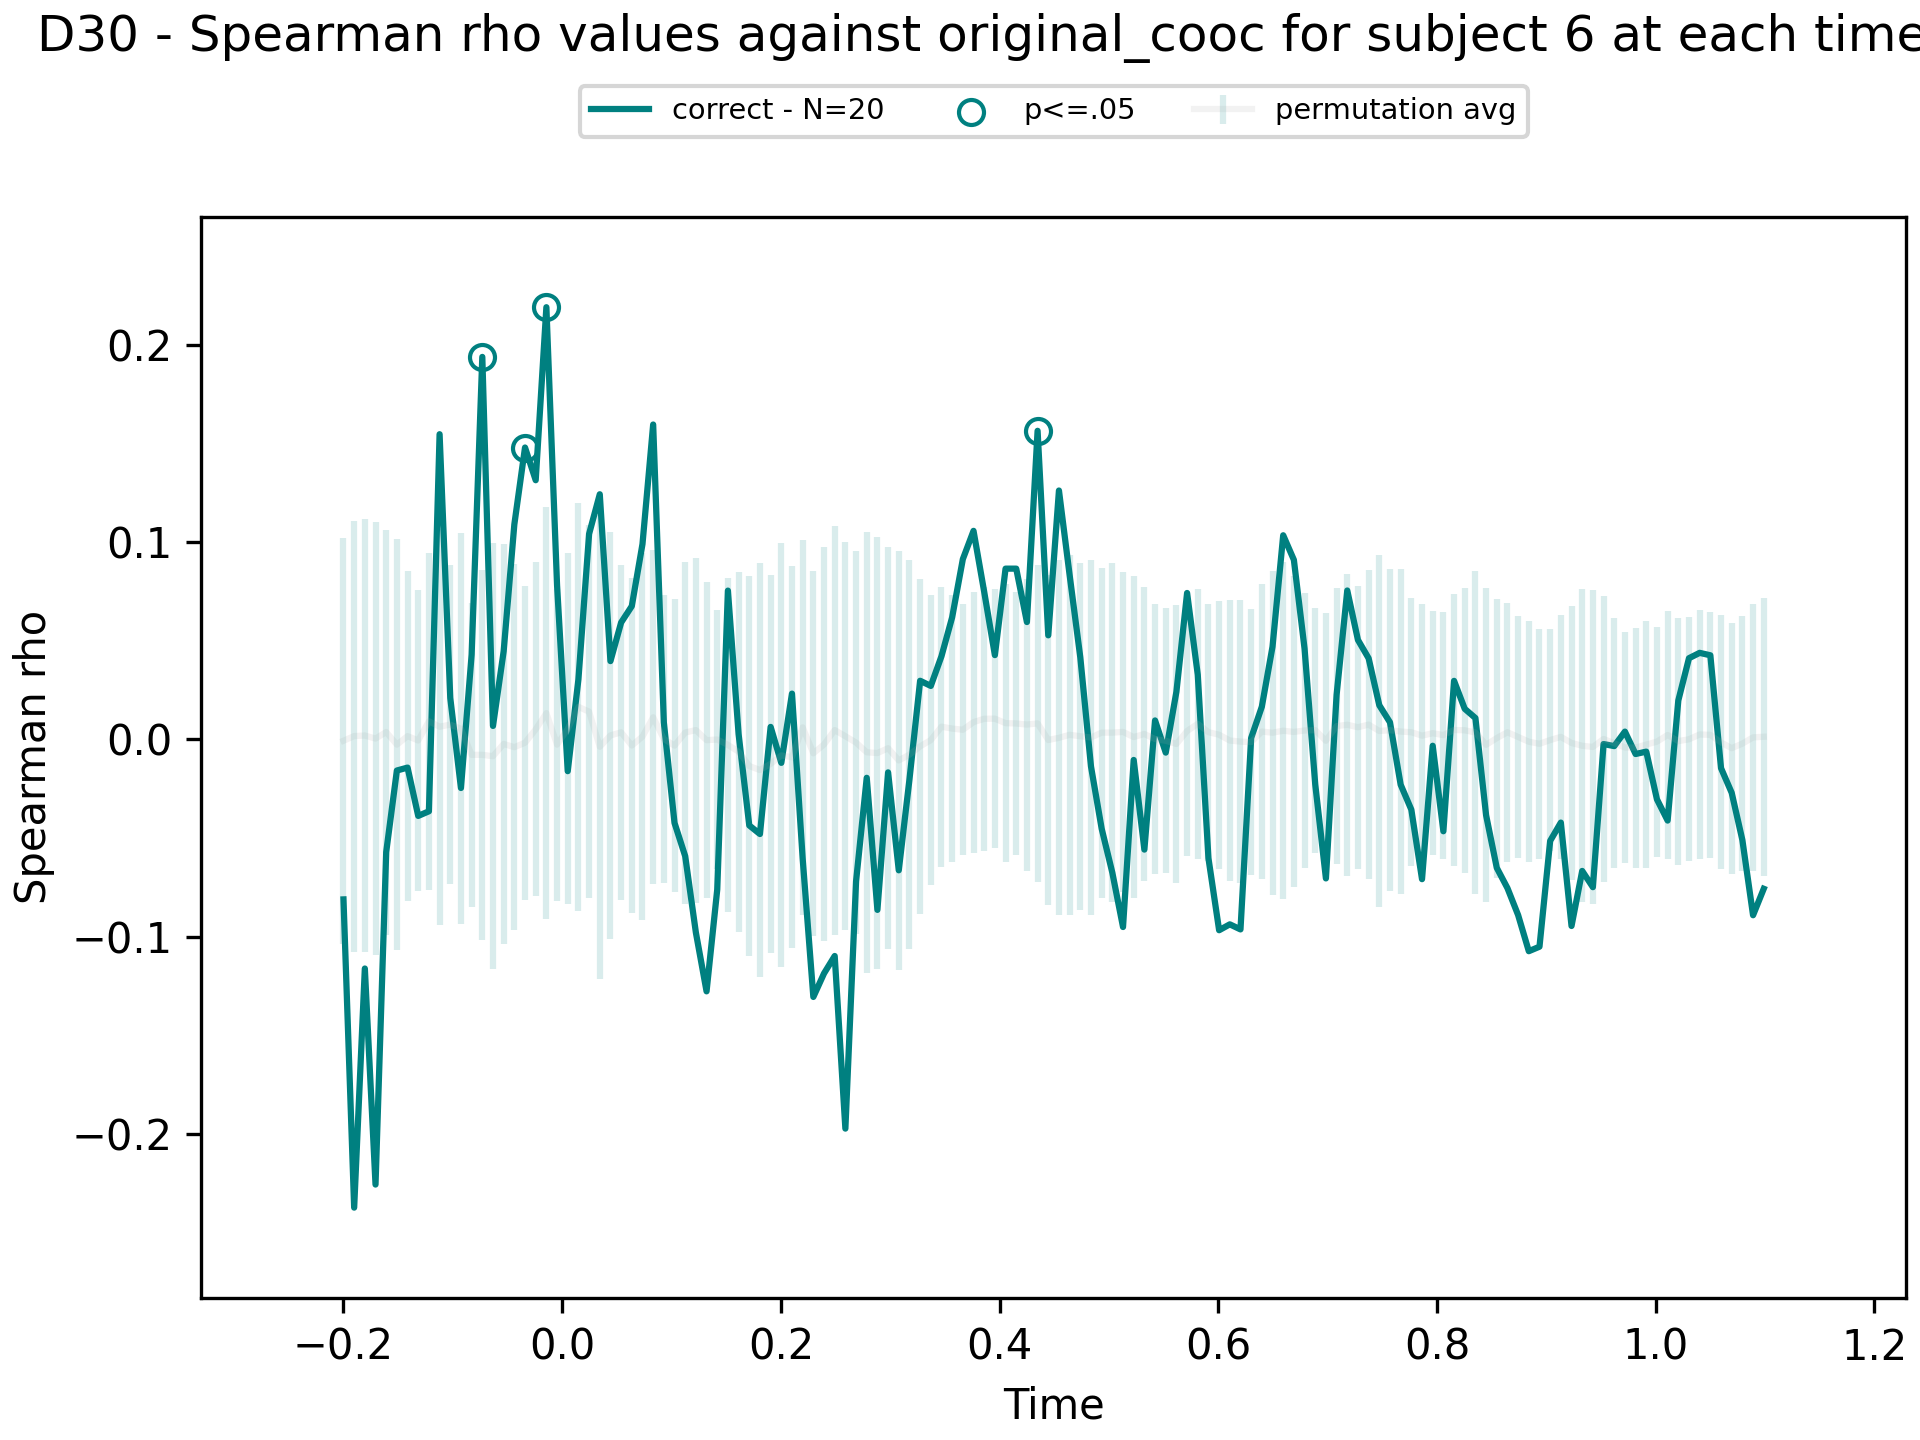 D30 - Spearman rho values against original_cooc for subject 6 at each time
correct - N=20 p<=.05 permutation avg
0.2
0.1
0.0
−0.1
−0.2
Spearman rho
−0.2 0.0 0.2 0.4 0.6 0.8 1.0 1.2
Time